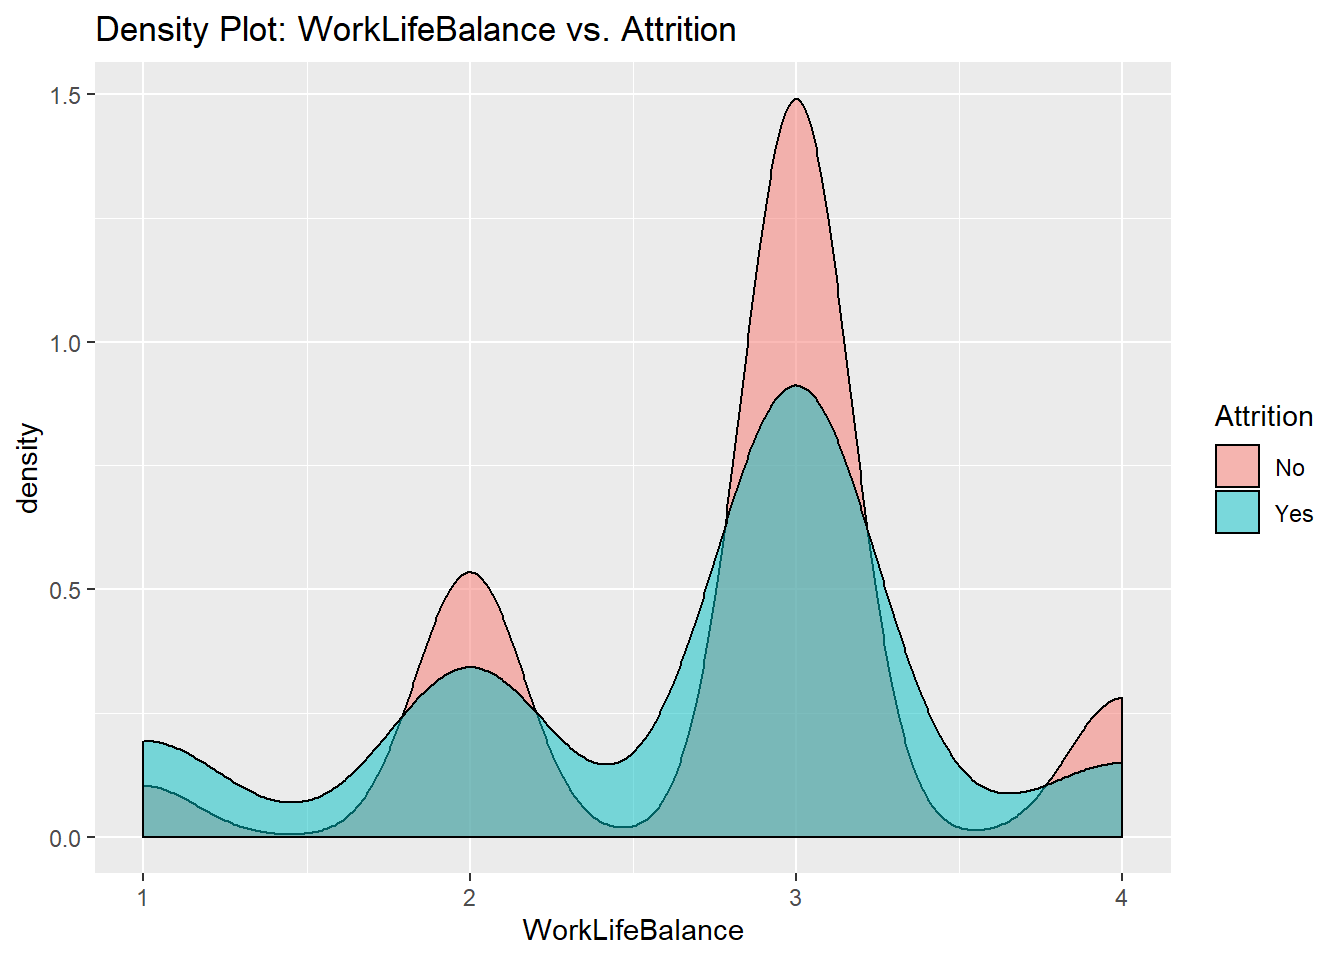 Density Plot: WorkLifeBalance vs. Attrition
1.5
1.0
0.5
0.0
density
1 2 3 4
WorkLifeBalance
Attrition
No
Yes